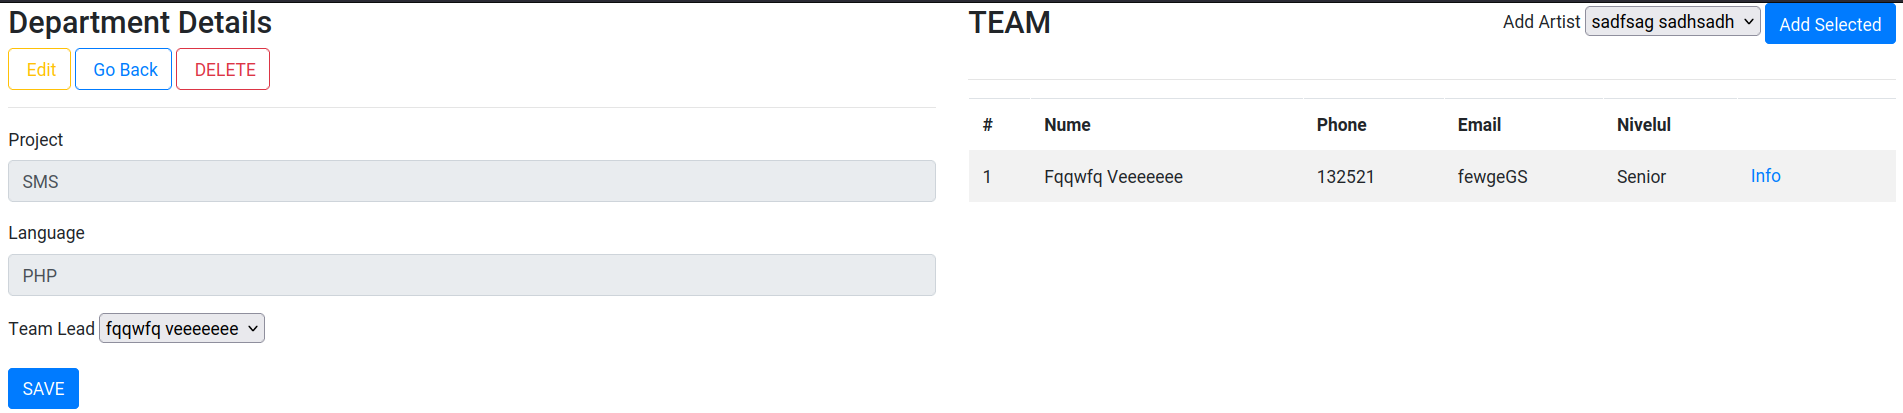 Department Details
Edit Go Back DELETE
Project
SMS
Language
PHP
Team Lead fqqwfq veeeeeee
SAVE
TEAM
Add Artist sadfsag sadhsadh Add Selected
# Nume Phone Email Nivelul
1 Fqqwfq Veeeeeee 132521 fewgeGS Senior Info